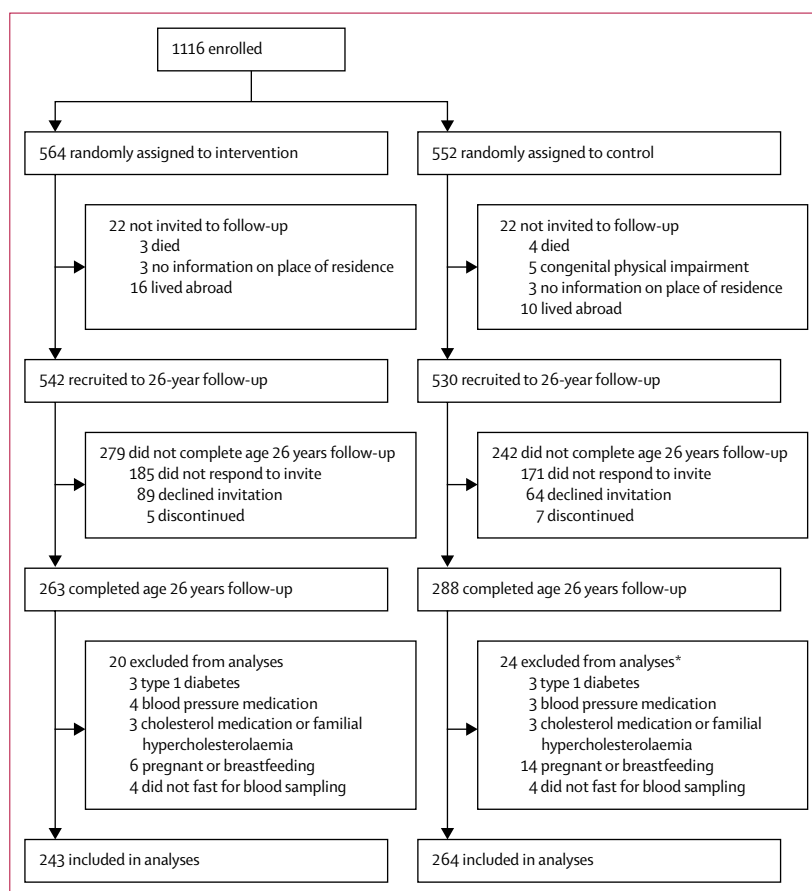 1116 enrolled
564 randomly assigned to intervention
552 randomly assigned to control
22 not invited to follow-up
3 died
3 no information on place of residence
16 lived abroad
22 not invited to follow-up
4 died
5 congenital physical impairment
3 no information on place of residence
10 lived abroad
542 recruited to 26-year follow-up
530 recruited to 26-year follow-up
279 did not complete age 26 years follow-up
185 did not respond to invite
89 declined invitation
5 discontinued
242 did not complete age 26 years follow-up
171 did not respond to invite
64 declined invitation
7 discontinued
263 completed age 26 years follow-up
288 completed age 26 years follow-up
20 excluded from analyses
3 type 1 diabetes
4 blood pressure medication
3 cholesterol medication or familial
hypercholesterolaemia
6 pregnant or breastfeeding
4 did not fast for blood sampling
24 excluded from analyses*
3 type 1 diabetes
3 blood pressure medication
3 cholesterol medication or familial
hypercholesterolaemia
14 pregnant or breastfeeding
4 did not fast for blood sampling
243 included in analyses
264 included in analyses